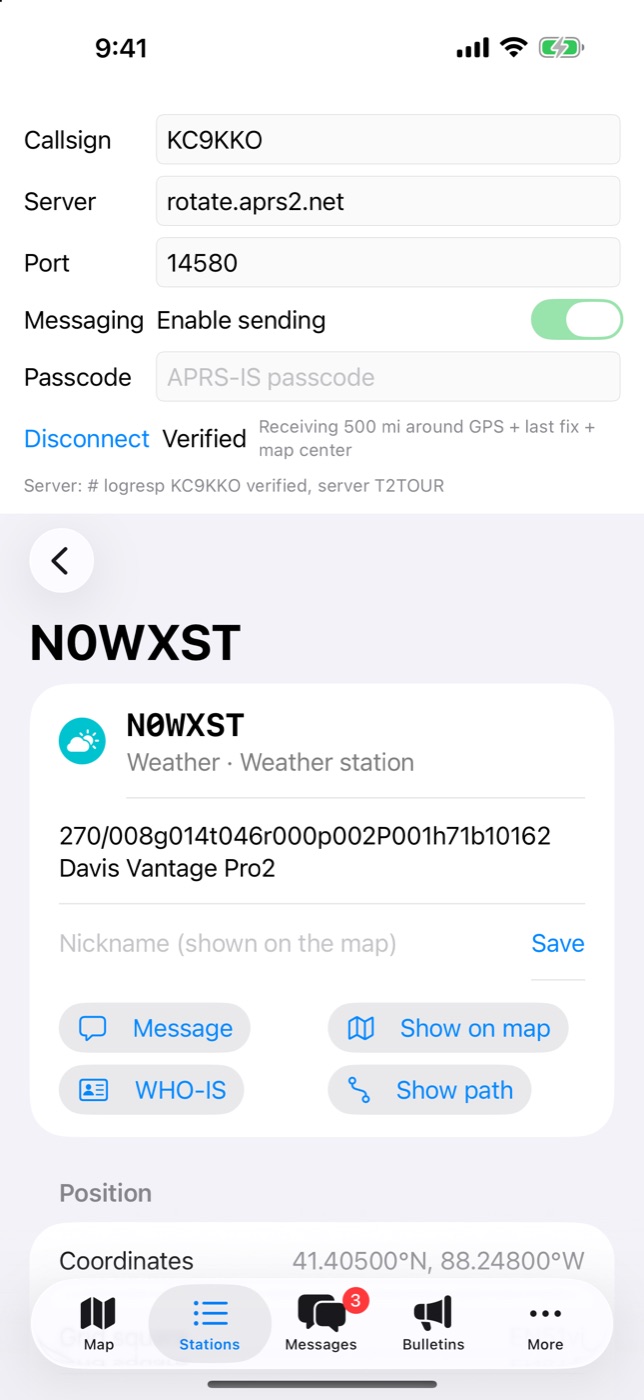 9:41
Callsign KC9KKO
Server rotate.aprs2.net
Port 14580
Messaging Enable sending
Passcode APRS-IS passcode
Disconnect Verified Receiving 500 mi around GPS + last fix +
map center
Server: # logresp KC9KKO verified, server T2TOUR
N0WXST
N0WXST
Weather · Weather station
270/008g014t046r000p002P001h71b10162
Davis Vantage Pro2
Nickname (shown on the map) Save
Message Show on map
WHO-IS Show path
Position
Coordinates 41.40500°N, 88.24800°W
3
Map Stations Messages Bulletins More